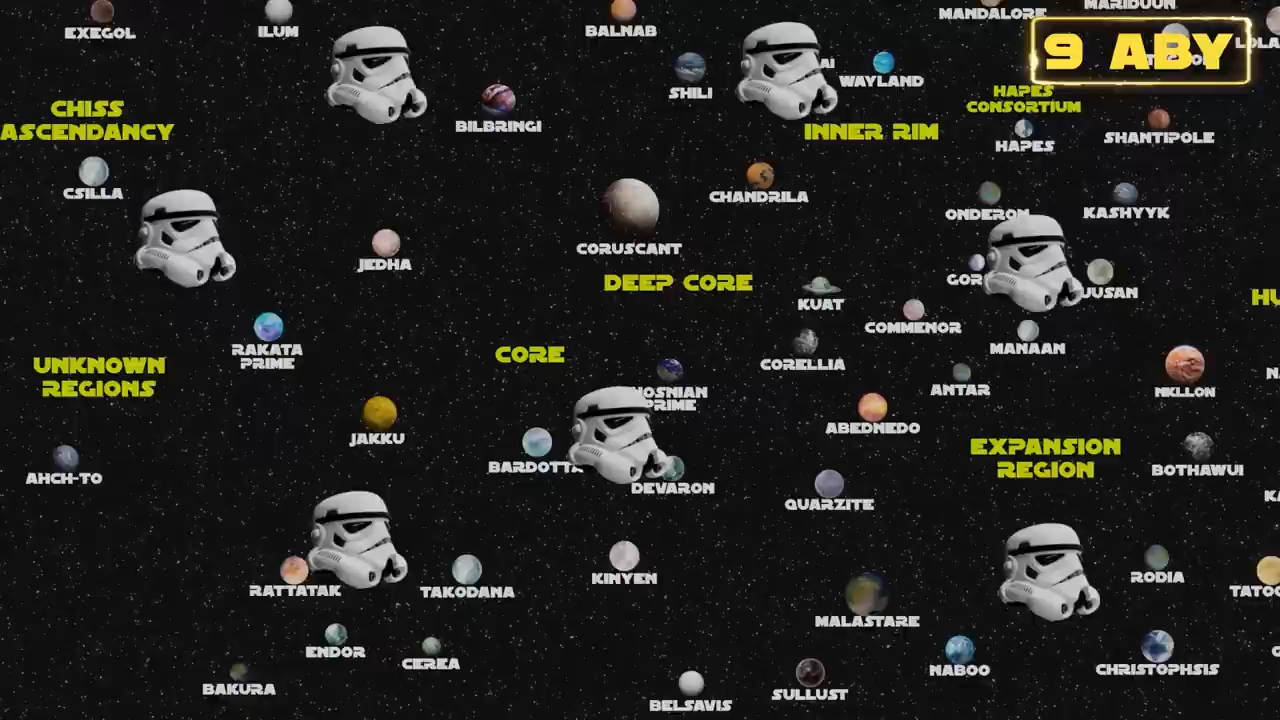 EXEGOL
ILUM
BALNAB
MANDALORE
MARIDUUN
9 ABY
SHILI
WAYLAND
BILBRINGI
CHISS
ASCENDANCY
INNER RIM
HAPES
CONSORTIUM
HAPES
SHANTIPOLE
CSILLA
CHANDRILA
ONDERON
KASHYYK
JEDHA
CORUSCANT
DEEP CORE
KUAT
COMMENOR
MANAAN
RAKATA
PRIME
CORE
CORELLIA
UNKNOWN
REGIONS
HOSNIAN
PRIME
ANTAR
NKLLON
JAKKU
ABEDNEDO
BARDOTTA
DEVARON
EXPANSION
REGION
BOTHAWUI
AHCH-TO
QUARZITE
RATTATAK
TAKODANA
KINYEN
RODIA
MALASTARE
ENDOR
CEREA
NABOO
CHRISTOPHSIS
BAKURA
BELSAVIS
SULLUST